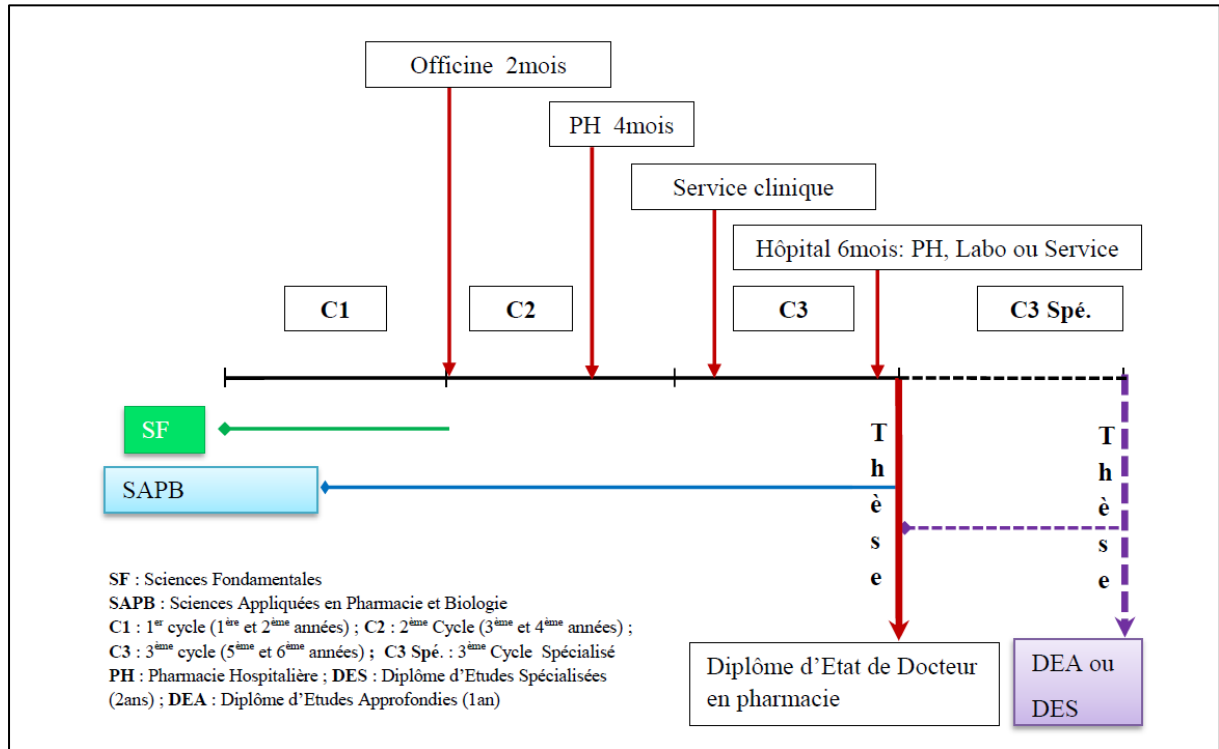 Officine 2mois
PH 4mois
Service clinique
Hôpital 6mois: PH, Labo ou Service
C1
C2
C3
C3 Spé.
SF
SAPB
Thèse
Thèse
SF : Sciences Fondamentales
SAPB : Sciences Appliquées en Pharmacie et Biologie
C1 : 1er cycle (1ère et 2ème années) ; C2 : 2ème Cycle (3ème et 4ème années) ;
C3 : 3ème cycle (5ème et 6ème années) ; C3 Spé. : 3ème Cycle Spécialisé
PH : Pharmacie Hospitalière ; DES : Diplôme d'Etudes Spécialisées
(2ans) ; DEA : Diplôme d'Etudes Approfondies (1an)
Diplôme d'Etat de Docteur
en pharmacie
DEA ou
DES